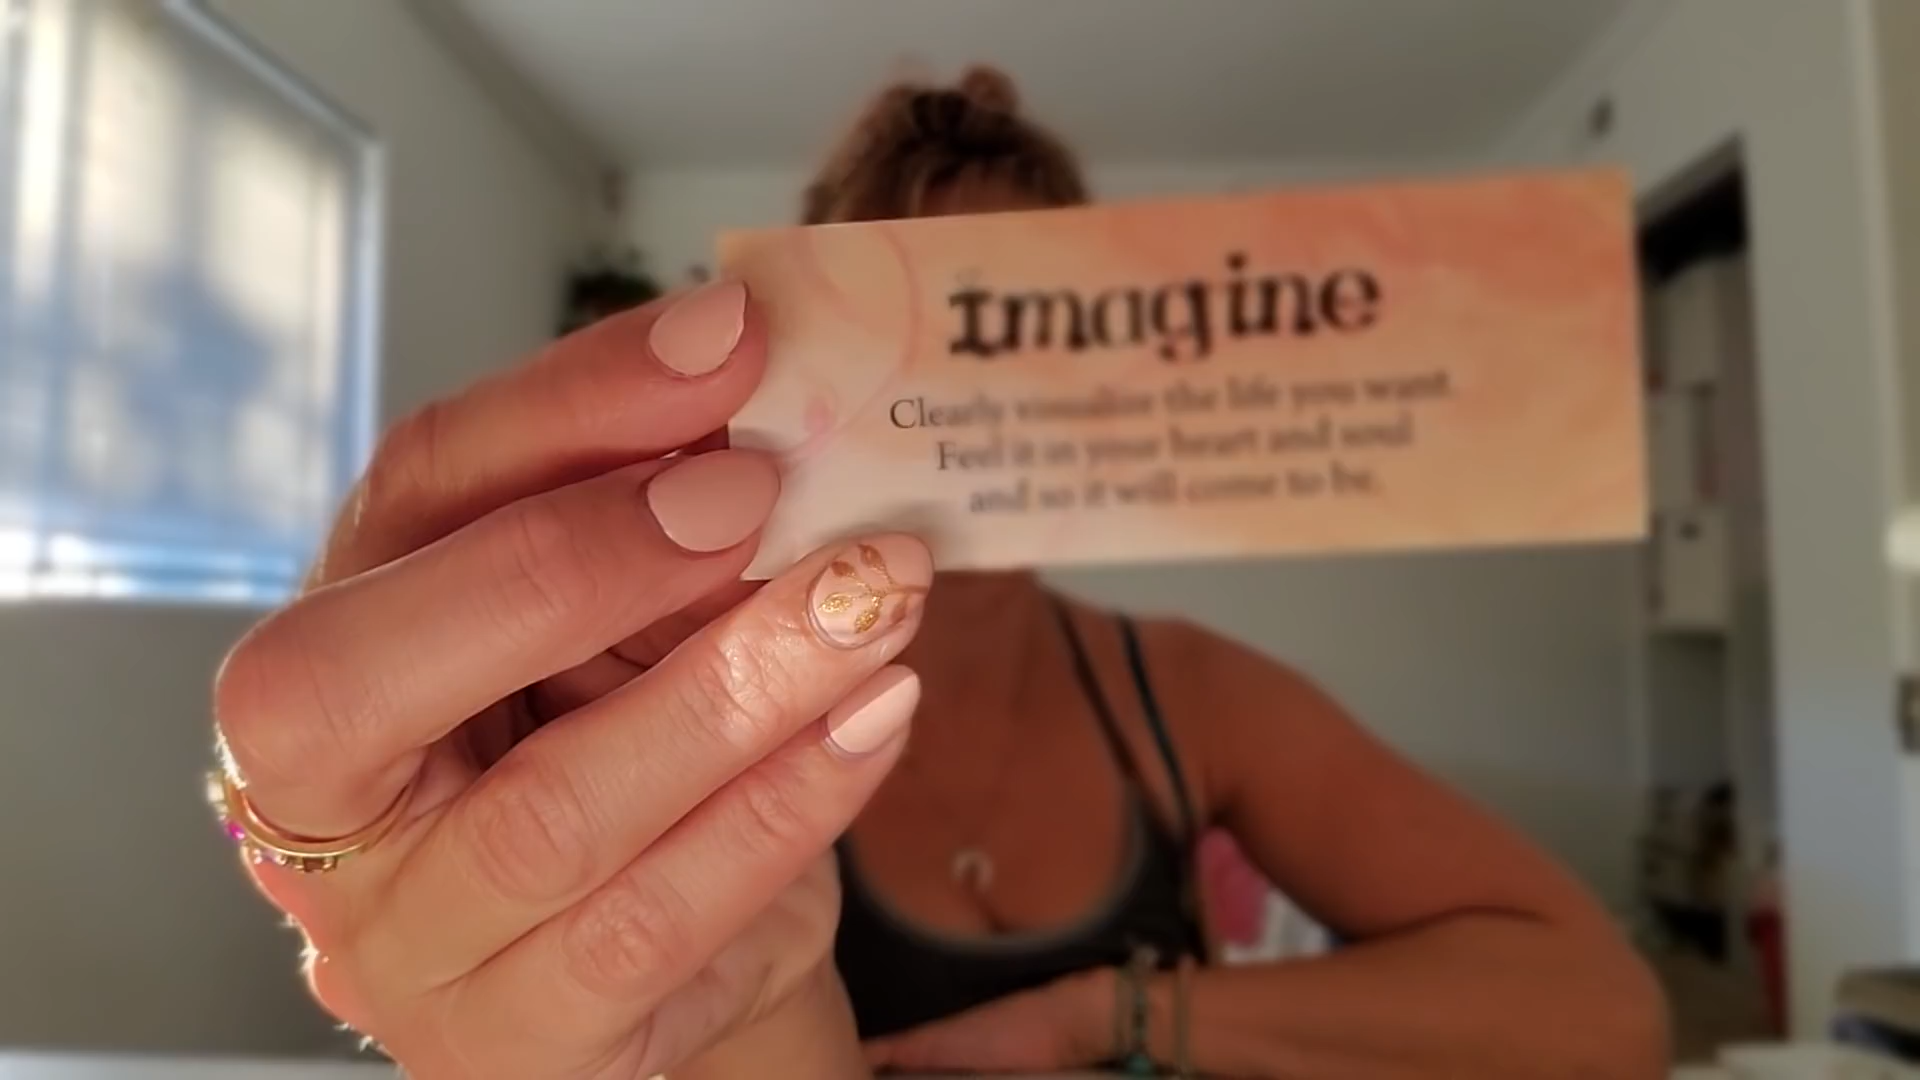 imagine
Clearly visualize the life you want.
Feel it in your heart and soul
and so it will come to be.